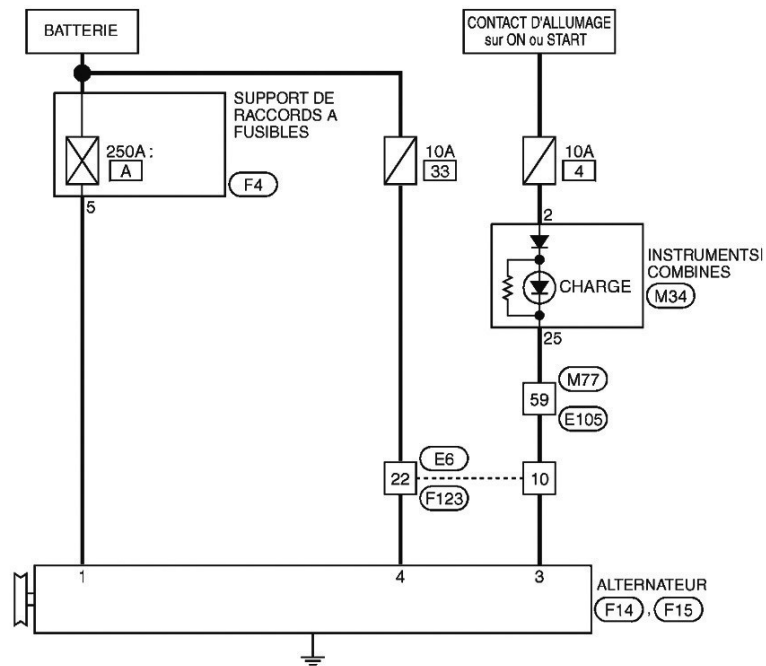 BATTERIE
CONTACT D'ALLUMAGE
sur ON ou START
SUPPORT DE
RACCORDS A
FUSIBLES
250A :
A
F4
5
10A
33
10A
4
2
INSTRUMENTS
COMBINES
CHARGE
M34
25
M77
59
E105
E6
22
10
F123
1
4
3
ALTERNATEUR
F14 , F15